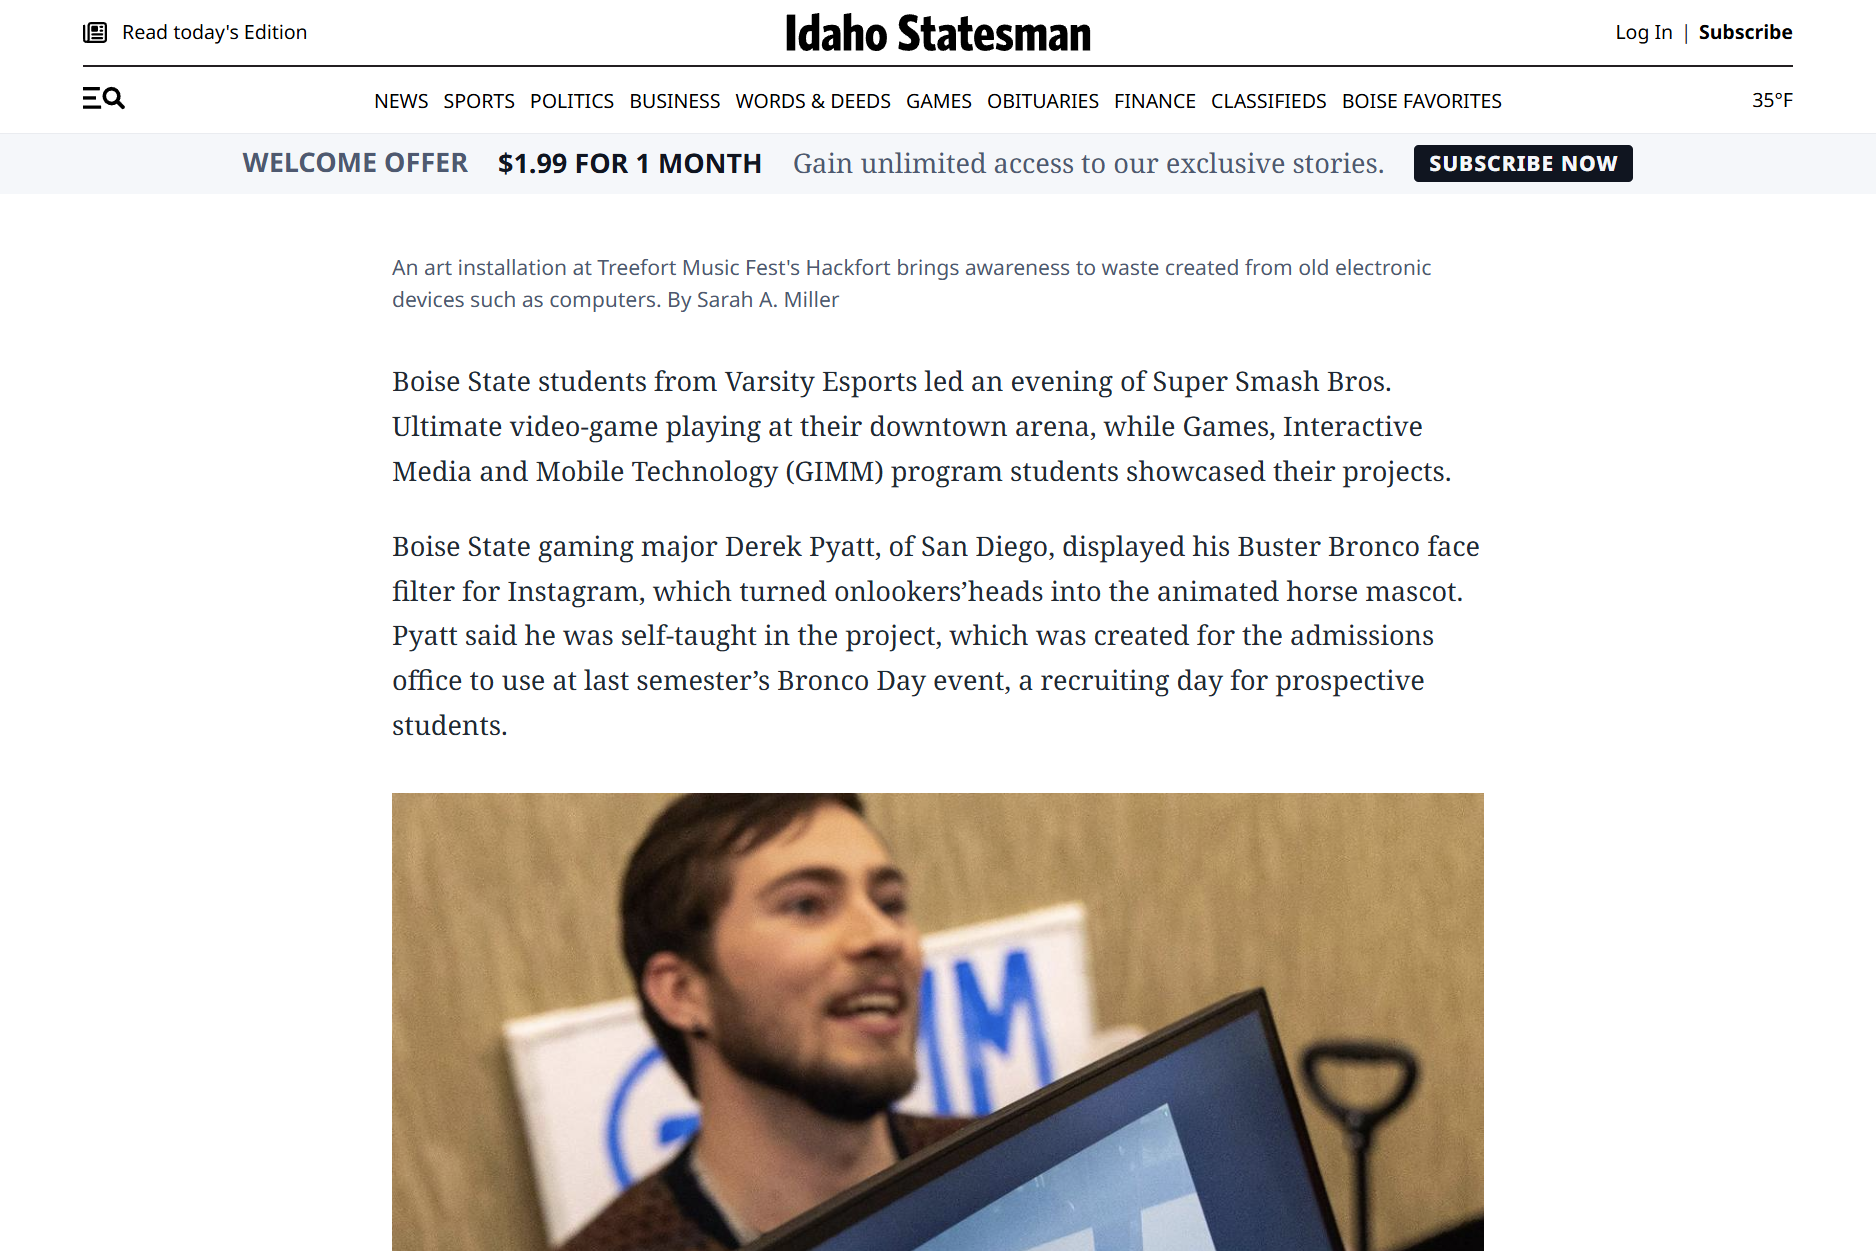 Read today's Edition
Idaho Statesman
Log In | Subscribe
NEWS SPORTS POLITICS BUSINESS WORDS & DEEDS GAMES OBITUARIES FINANCE CLASSIFIEDS BOISE FAVORITES
35°F
WELCOME OFFER $1.99 FOR 1 MONTH Gain unlimited access to our exclusive stories. SUBSCRIBE NOW
An art installation at Treefort Music Fest's Hackfort brings awareness to waste created from old electronic
devices such as computers. By Sarah A. Miller
Boise State students from Varsity Esports led an evening of Super Smash Bros.
Ultimate video-game playing at their downtown arena, while Games, Interactive
Media and Mobile Technology (GIMM) program students showcased their projects.
Boise State gaming major Derek Pyatt, of San Diego, displayed his Buster Bronco face
filter for Instagram, which turned onlookers’heads into the animated horse mascot.
Pyatt said he was self-taught in the project, which was created for the admissions
office to use at last semester’s Bronco Day event, a recruiting day for prospective
students.